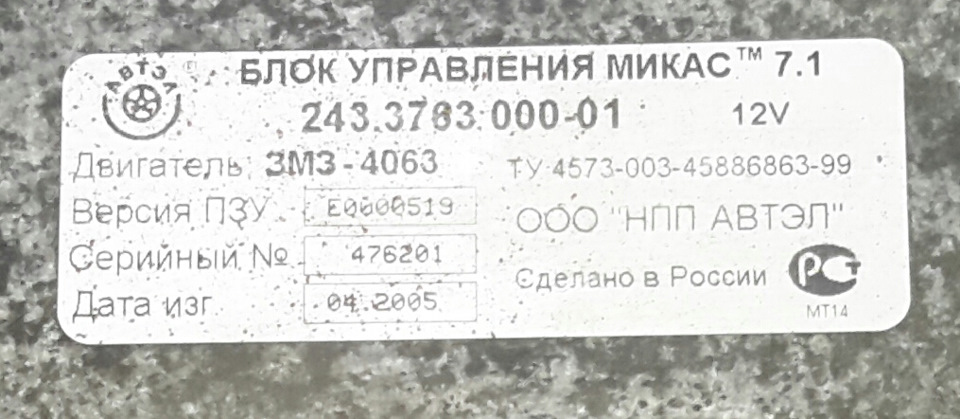 АВТЭЛ
БЛОК УПРАВЛЕНИЯ МИКАС™ 7.1
243.3763.000-01 12V
Двигатель: ЗМЗ-4063 ТУ 4573-003-45886863-99
Версия ПЗУ E0000519
ООО "НПП АВТЭЛ"
Серийный № 476201
Сделано в России РСТ
Дата изг 04.2005
МТ14